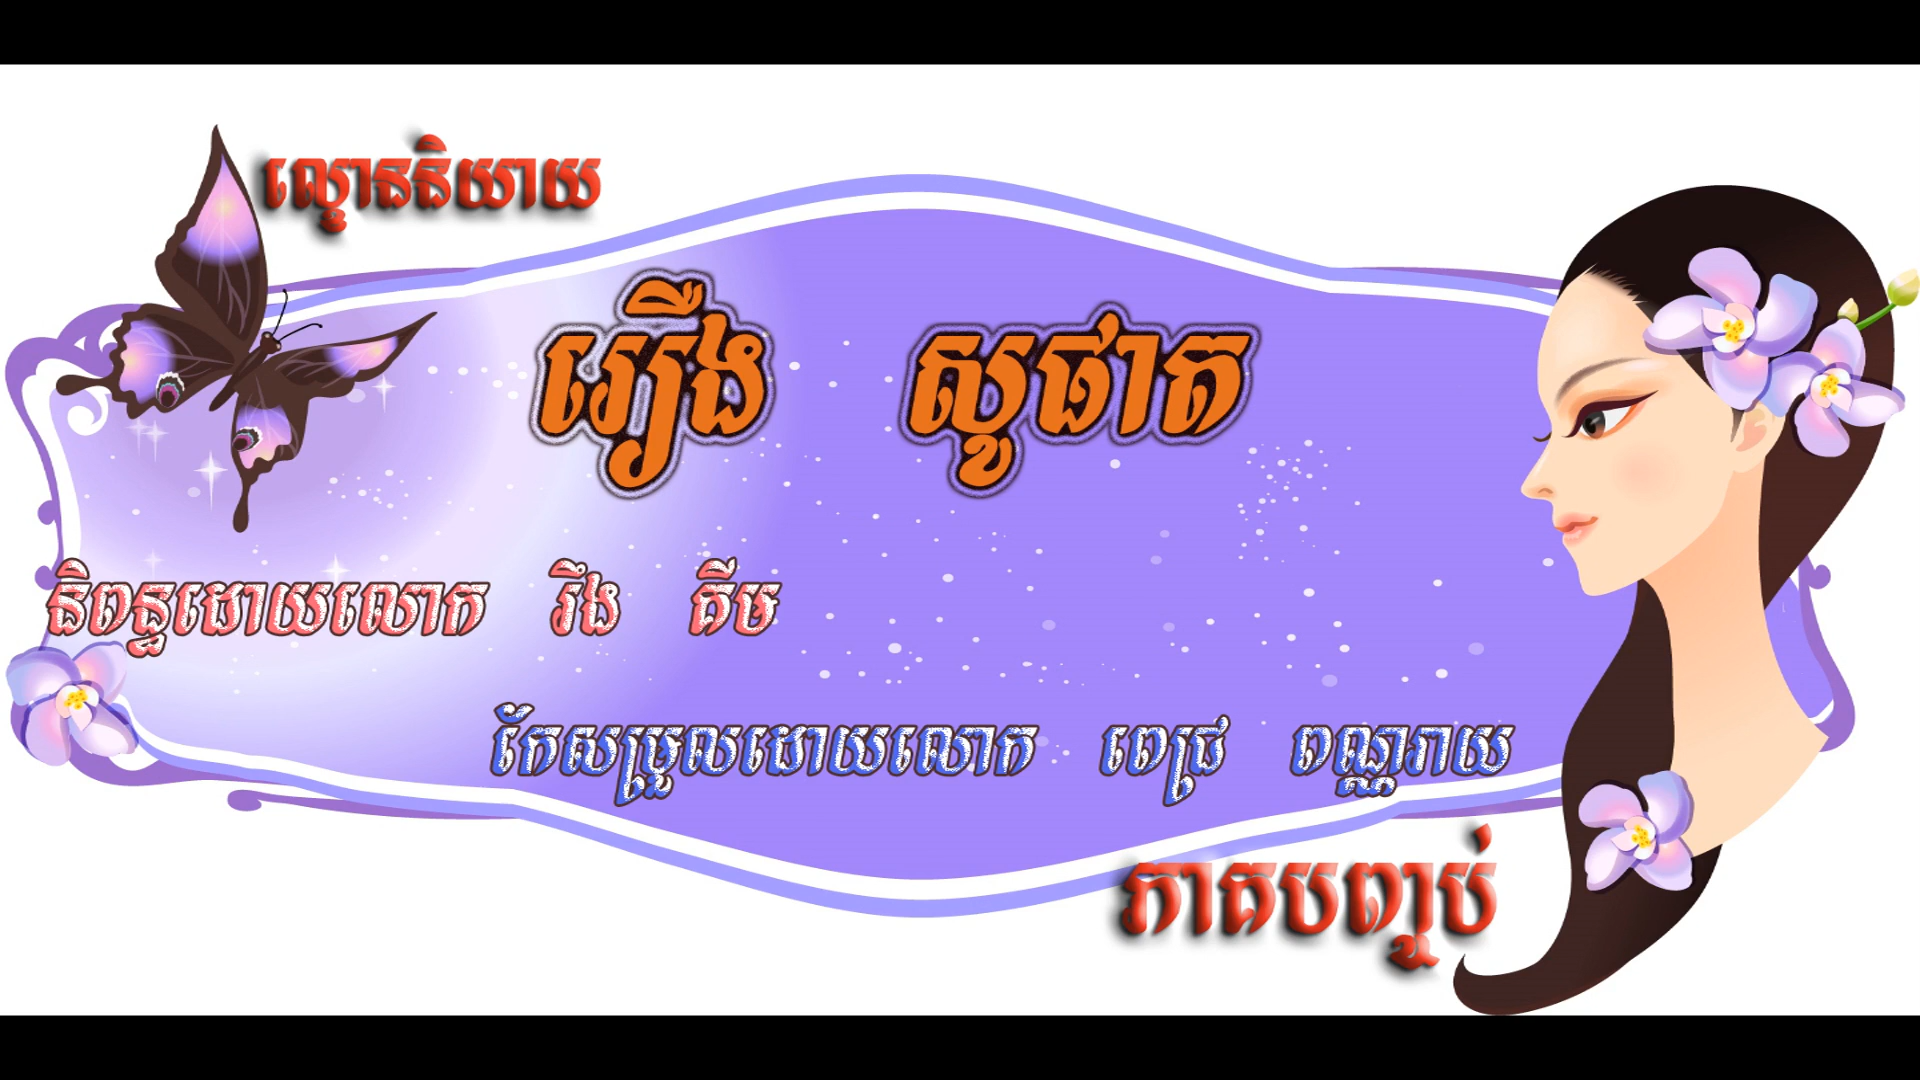 ល្ខោននិយាយ
រឿង សូផាត
និពន្ធដោយលោក រីង គីម
កែសម្រួលដោយលោក ពេជ្រ ពណ្ណរាយ
ភាគបញ្ចប់